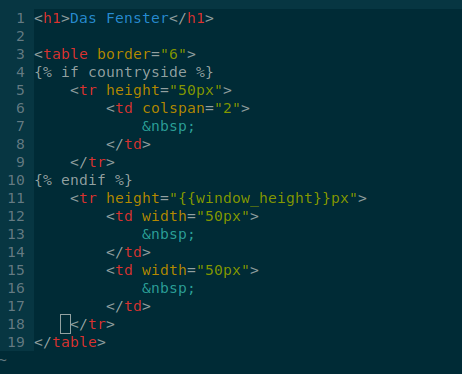 1 <h1>Das Fenster</h1>
2
3 <table border="6">
4 {% if countryside %}
5     <tr height="50px">
6         <td colspan="2">
7             &nbsp;
8         </td>
9     </tr>
10 {% endif %}
11     <tr height="{{window_height}}px">
12         <td width="50px">
13             &nbsp;
14         </td>
15         <td width="50px">
16             &nbsp;
17         </td>
18     </tr>
19 </table>
~